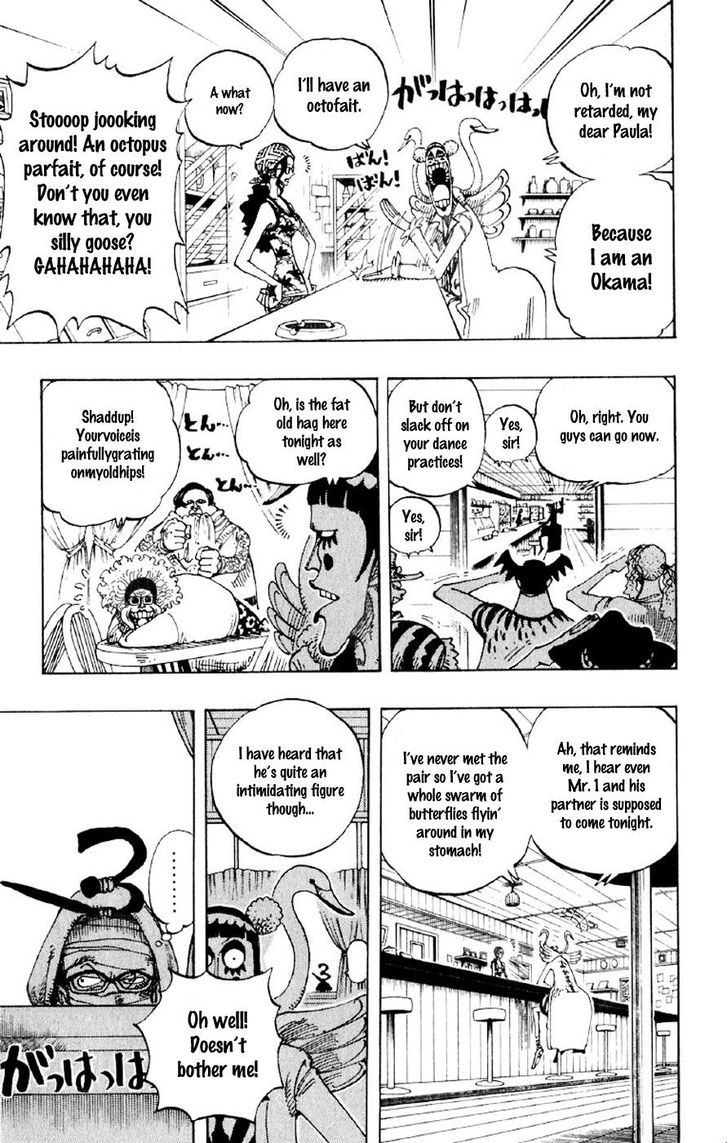 Oh, I'm not
retarded, my
dear Paula!
Because
I am an
Okama!
がっはっはっはっは
ばん!
ばん!
I'll have an
octofait.
A what
now?
Stoooop joooking
around! An octopus
parfait, of course!
Don't you even
know that, you
silly goose?
GAHAHAHAHA!
Oh, right. You
guys can go now.
Yes,
sir!
But don't
slack off on
your dance
practices!
Yes,
sir!
Oh, is the fat
old hag here
tonight as
well?
とん…
とん…
とん…
Shaddup!
Yourvoiceis
painfullygrating
onmyoldhips!
Ah, that reminds
me, I hear even
Mr. 1 and his
partner is supposed
to come tonight.
I've never met the
pair so I've got a
whole swarm of
butterflies flyin'
around in my
stomach!
I have heard that
he's quite an
intimidating figure
though...
3
Oh well!
Doesn't
bother me!
........
3
がっはっはっは